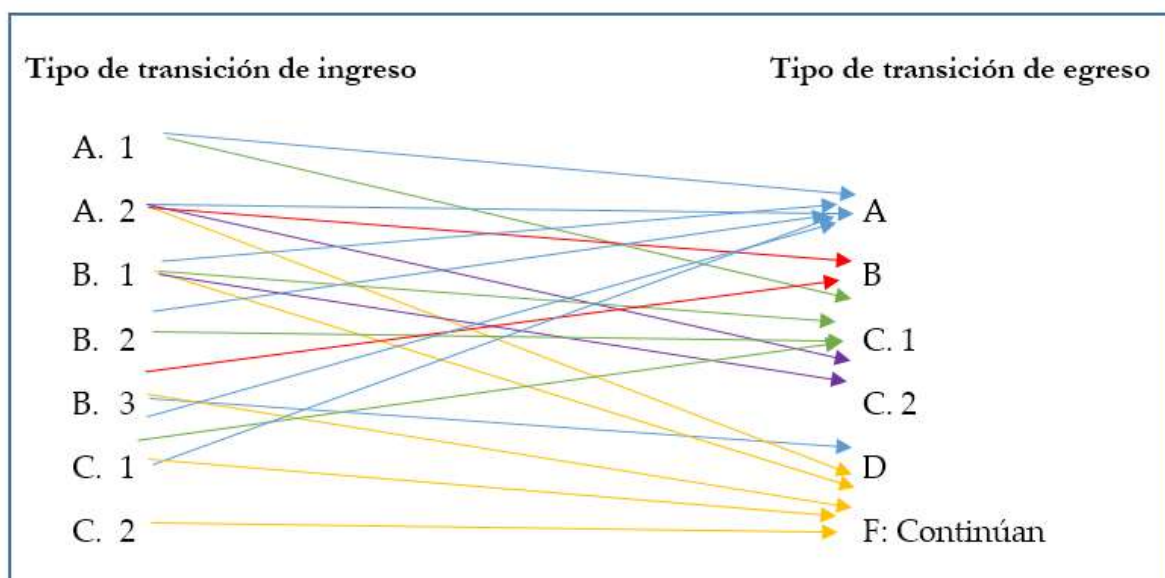 Tipo de transición de ingreso
Tipo de transición de egreso
A. 1
A. 2
B. 1
B. 2
B. 3
C. 1
C. 2
A
B
C. 1
C. 2
D
F: Continúan